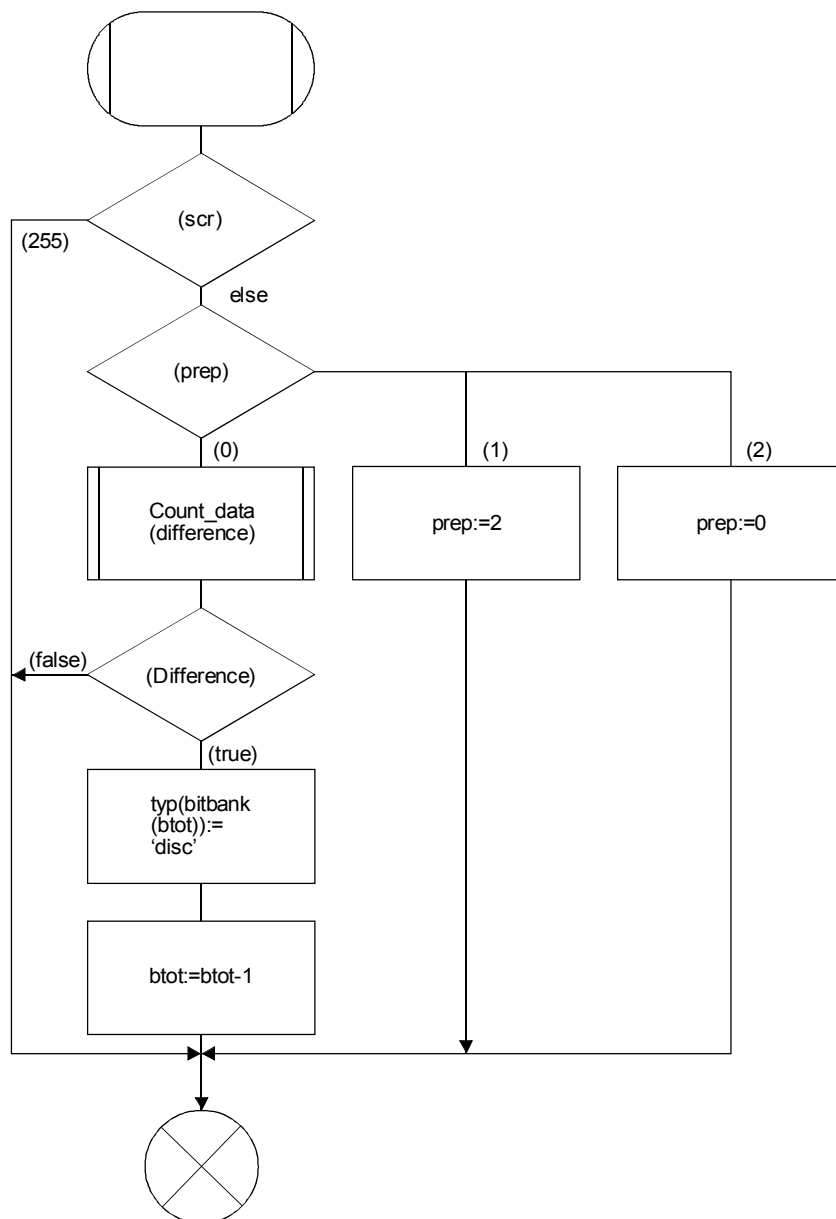 (scr)
(255)
else
(prep)
(0)
(1)
(2)
Count_data
(difference)
prep:=2
prep:=0
(false)
(Difference)
(true)
typ(bitbank
(btot)):=
‘disc’
btot:=btot-1